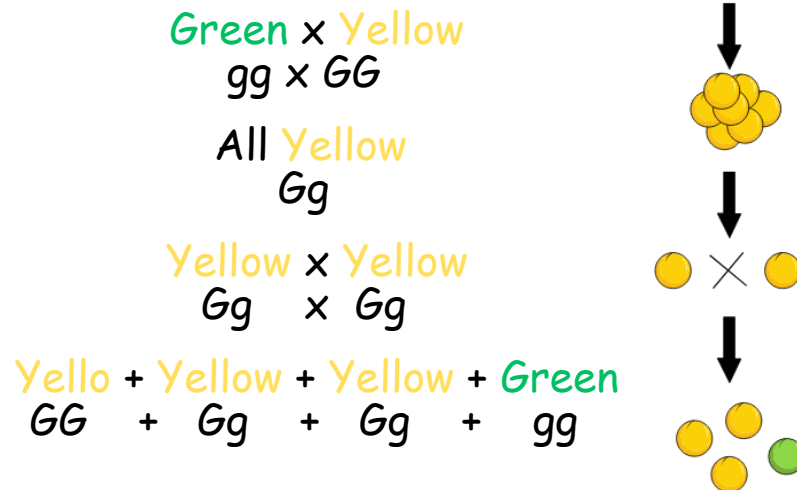 Green x Yellow
gg x GG
All Yellow
Gg
Yellow x Yellow
Gg x Gg
Yello + Yellow + Yellow + Green
GG + Gg + Gg + gg